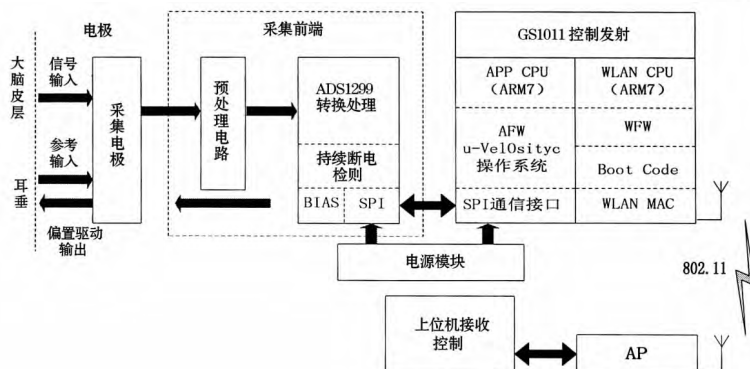 电极
采集前端
GS1011 控制发射
大脑皮层
信号
输入
采集电极
预处理电路
ADS1299
转换处理
APP CPU
(ARM7)
WLAN CPU
(ARM7)
参考
输入
持续断电
检则
AFW
u-VelOsityc
操作系统
WFW
Boot Code
耳垂
BIAS
SPI
SPI通信接口
WLAN MAC
偏置驱动
输出
电源模块
802.11
上位机接收
控制
AP